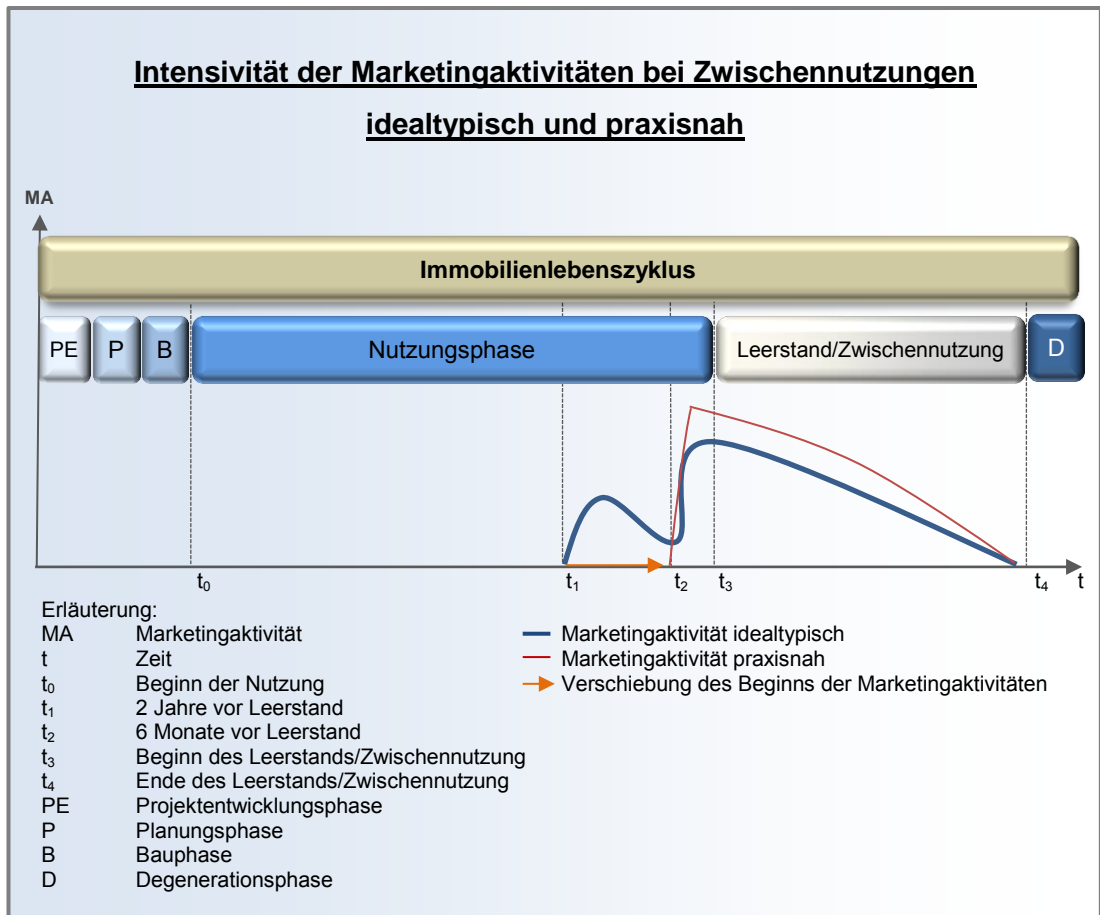 Intensivität der Marketingaktivitäten bei Zwischennutzungen
idealtypisch und praxisnah
MA
Immobilienlebenszyklus
PE P B Nutzungsphase Leerstand/Zwischennutzung D
t0 t1 t2 t3 t4 t
Erläuterung:
MA Marketingaktivität
t Zeit
t0 Beginn der Nutzung
t1 2 Jahre vor Leerstand
t2 6 Monate vor Leerstand
t3 Beginn des Leerstands/Zwischennutzung
t4 Ende des Leerstands/Zwischennutzung
PE Projektentwicklungsphase
P Planungsphase
B Bauphase
D Degenerationsphase
Marketingaktivität idealtypisch
Marketingaktivität praxisnah
Verschiebung des Beginns der Marketingaktivitäten